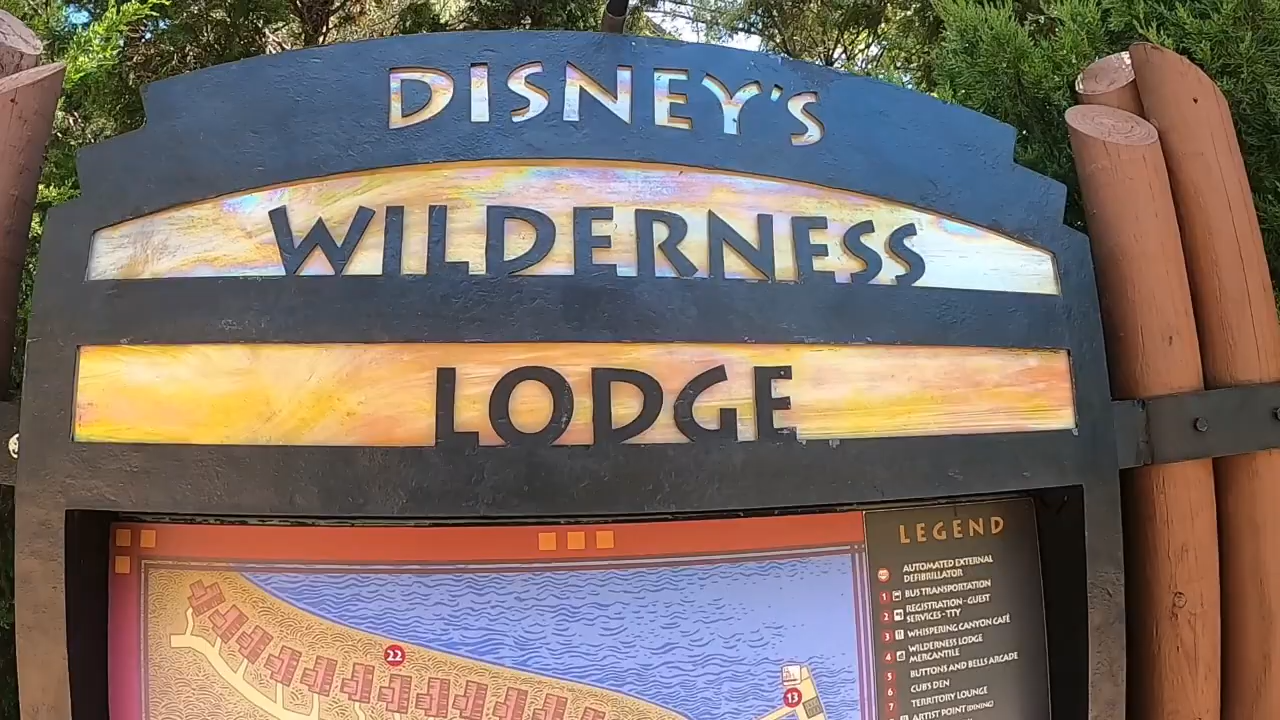 DISNEY'S
WILDERNESS
LODGE
LEGEND
AUTOMATED EXTERNAL
DEFIBRILLATOR
1 BUS TRANSPORTATION
2 REGISTRATION - GUEST
SERVICES - TTY
3 WHISPERING CANYON CAFÉ
4 WILDERNESS LODGE
MERCANTILE
5 BUTTONS AND BELLS ARCADE
6 CUB'S DEN
7 TERRITORY LOUNGE
ARTIST POINT (DINING)
22
13